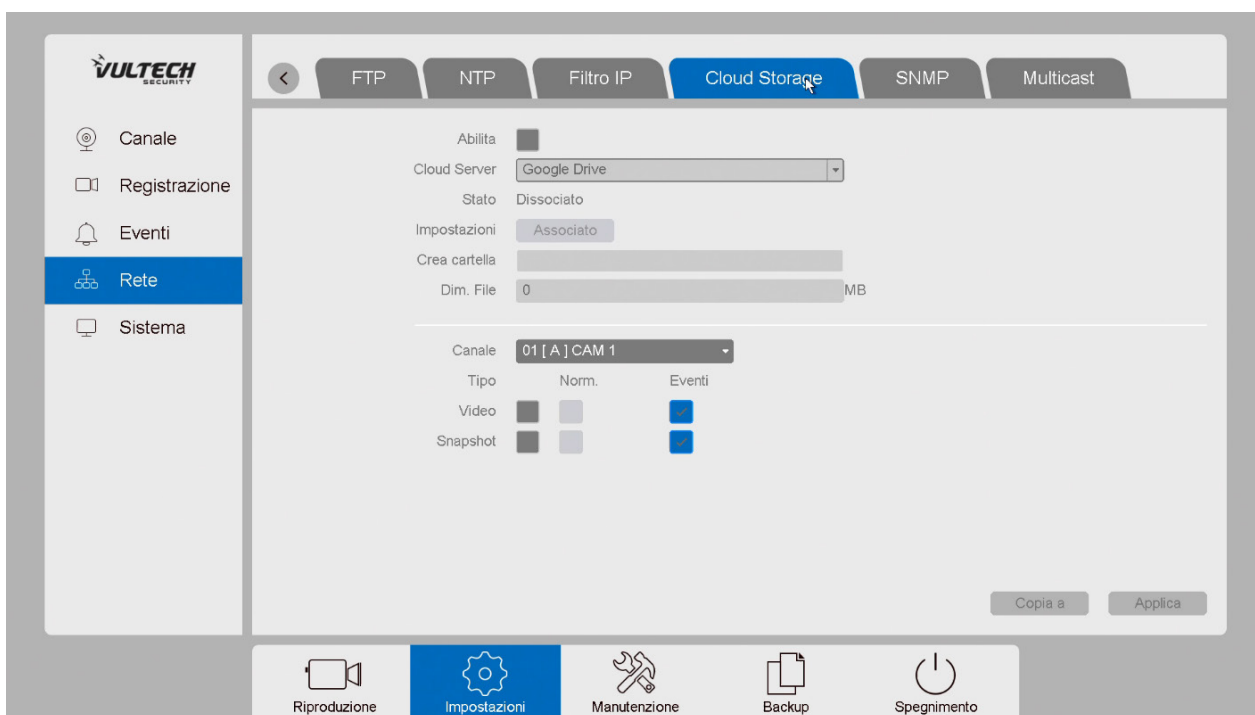 VULTECH
SECURITY
FTP NTP Filtro IP Cloud Storage SNMP Multicast
Canale
Registrazione
Eventi
Rete
Sistema
Abilita
Cloud Server Google Drive
Stato Dissociato
Impostazioni Associato
Crea cartella
Dim. File 0 MB
Canale 01 [ A ] CAM 1
Tipo Norm. Eventi
Video
Snapshot
Copia a Applica
Riproduzione Impostazioni Manutenzione Backup Spegnimento